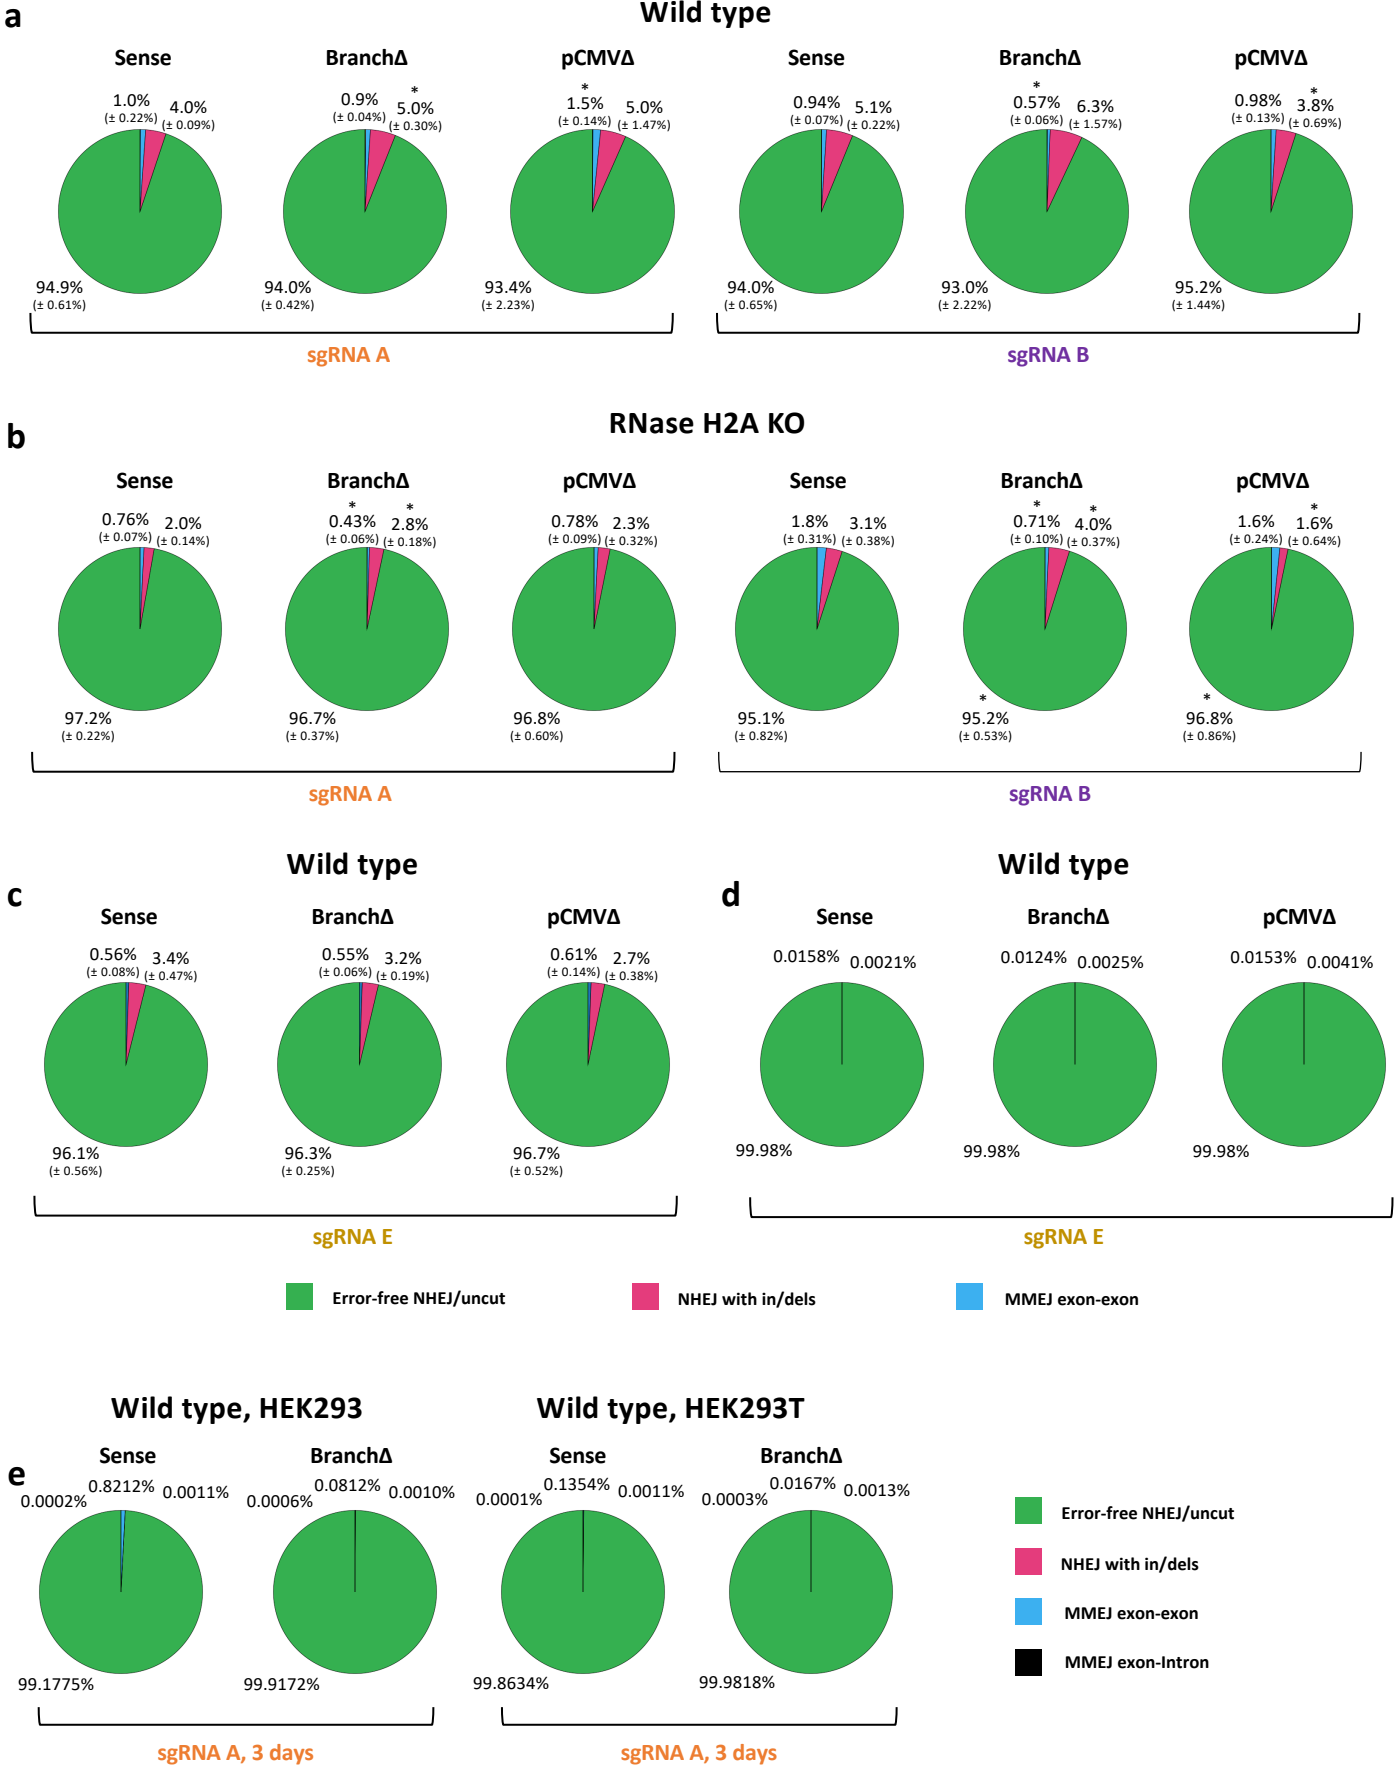 a
Wild type
Sense
BranchΔ
pCMVΔ
Sense
BranchΔ
pCMVΔ
1.0%
(± 0.22%)
4.0%
(± 0.09%)
0.9%
(± 0.04%)
*
5.0%
(± 0.30%)
*
1.5%
(± 0.14%)
5.0%
(± 1.47%)
0.94%
(± 0.07%)
5.1%
(± 0.22%)
*
0.57%
(± 0.06%)
6.3%
(± 1.57%)
0.98%
(± 0.13%)
*
3.8%
(± 0.69%)
94.9%
(± 0.61%)
94.0%
(± 0.42%)
93.4%
(± 2.23%)
94.0%
(± 0.65%)
93.0%
(± 2.22%)
95.2%
(± 1.44%)
sgRNA A
sgRNA B
b
RNase H2A KO
Sense
BranchΔ
pCMVΔ
Sense
BranchΔ
pCMVΔ
0.76%
(± 0.07%)
2.0%
(± 0.14%)
*
0.43%
(± 0.06%)
*
2.8%
(± 0.18%)
0.78%
(± 0.09%)
2.3%
(± 0.32%)
1.8%
(± 0.31%)
3.1%
(± 0.38%)
*
0.71%
(± 0.10%)
*
4.0%
(± 0.37%)
1.6%
(± 0.24%)
*
1.6%
(± 0.64%)
97.2%
(± 0.22%)
96.7%
(± 0.37%)
96.8%
(± 0.60%)
95.1%
(± 0.82%)
*
95.2%
(± 0.53%)
*
96.8%
(± 0.86%)
sgRNA A
sgRNA B
c
Wild type
Sense
BranchΔ
pCMVΔ
0.56%
(± 0.08%)
3.4%
(± 0.47%)
0.55%
(± 0.06%)
3.2%
(± 0.19%)
0.61%
(± 0.14%)
2.7%
(± 0.38%)
96.1%
(± 0.56%)
96.3%
(± 0.25%)
96.7%
(± 0.52%)
sgRNA E
d
Wild type
Sense
BranchΔ
pCMVΔ
0.0158%
0.0021%
0.0124%
0.0025%
0.0153%
0.0041%
99.98%
99.98%
99.98%
sgRNA E
Error-free NHEJ/uncut
NHEJ with in/dels
MMEJ exon-exon
e
Wild type, HEK293
Wild type, HEK293T
Sense
BranchΔ
Sense
BranchΔ
0.0002%
0.8212%
0.0011%
0.0006%
0.0812%
0.0010%
0.0001%
0.1354%
0.0011%
0.0003%
0.0167%
0.0013%
99.1775%
99.9172%
99.8634%
99.9818%
sgRNA A, 3 days
sgRNA A, 3 days
Error-free NHEJ/uncut
NHEJ with in/dels
MMEJ exon-exon
MMEJ exon-Intron